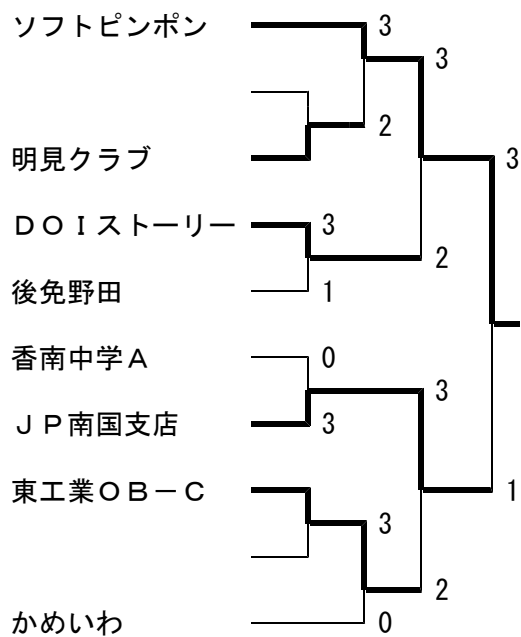 ソフトピンポン
3
3
2
明見クラブ
3
ＤＯＩストーリー
3
2
後免野田
1
香南中学Ａ
0
3
ＪＰ南国支店
3
東工業ＯＢ－Ｃ
1
3
2
かめいわ
0